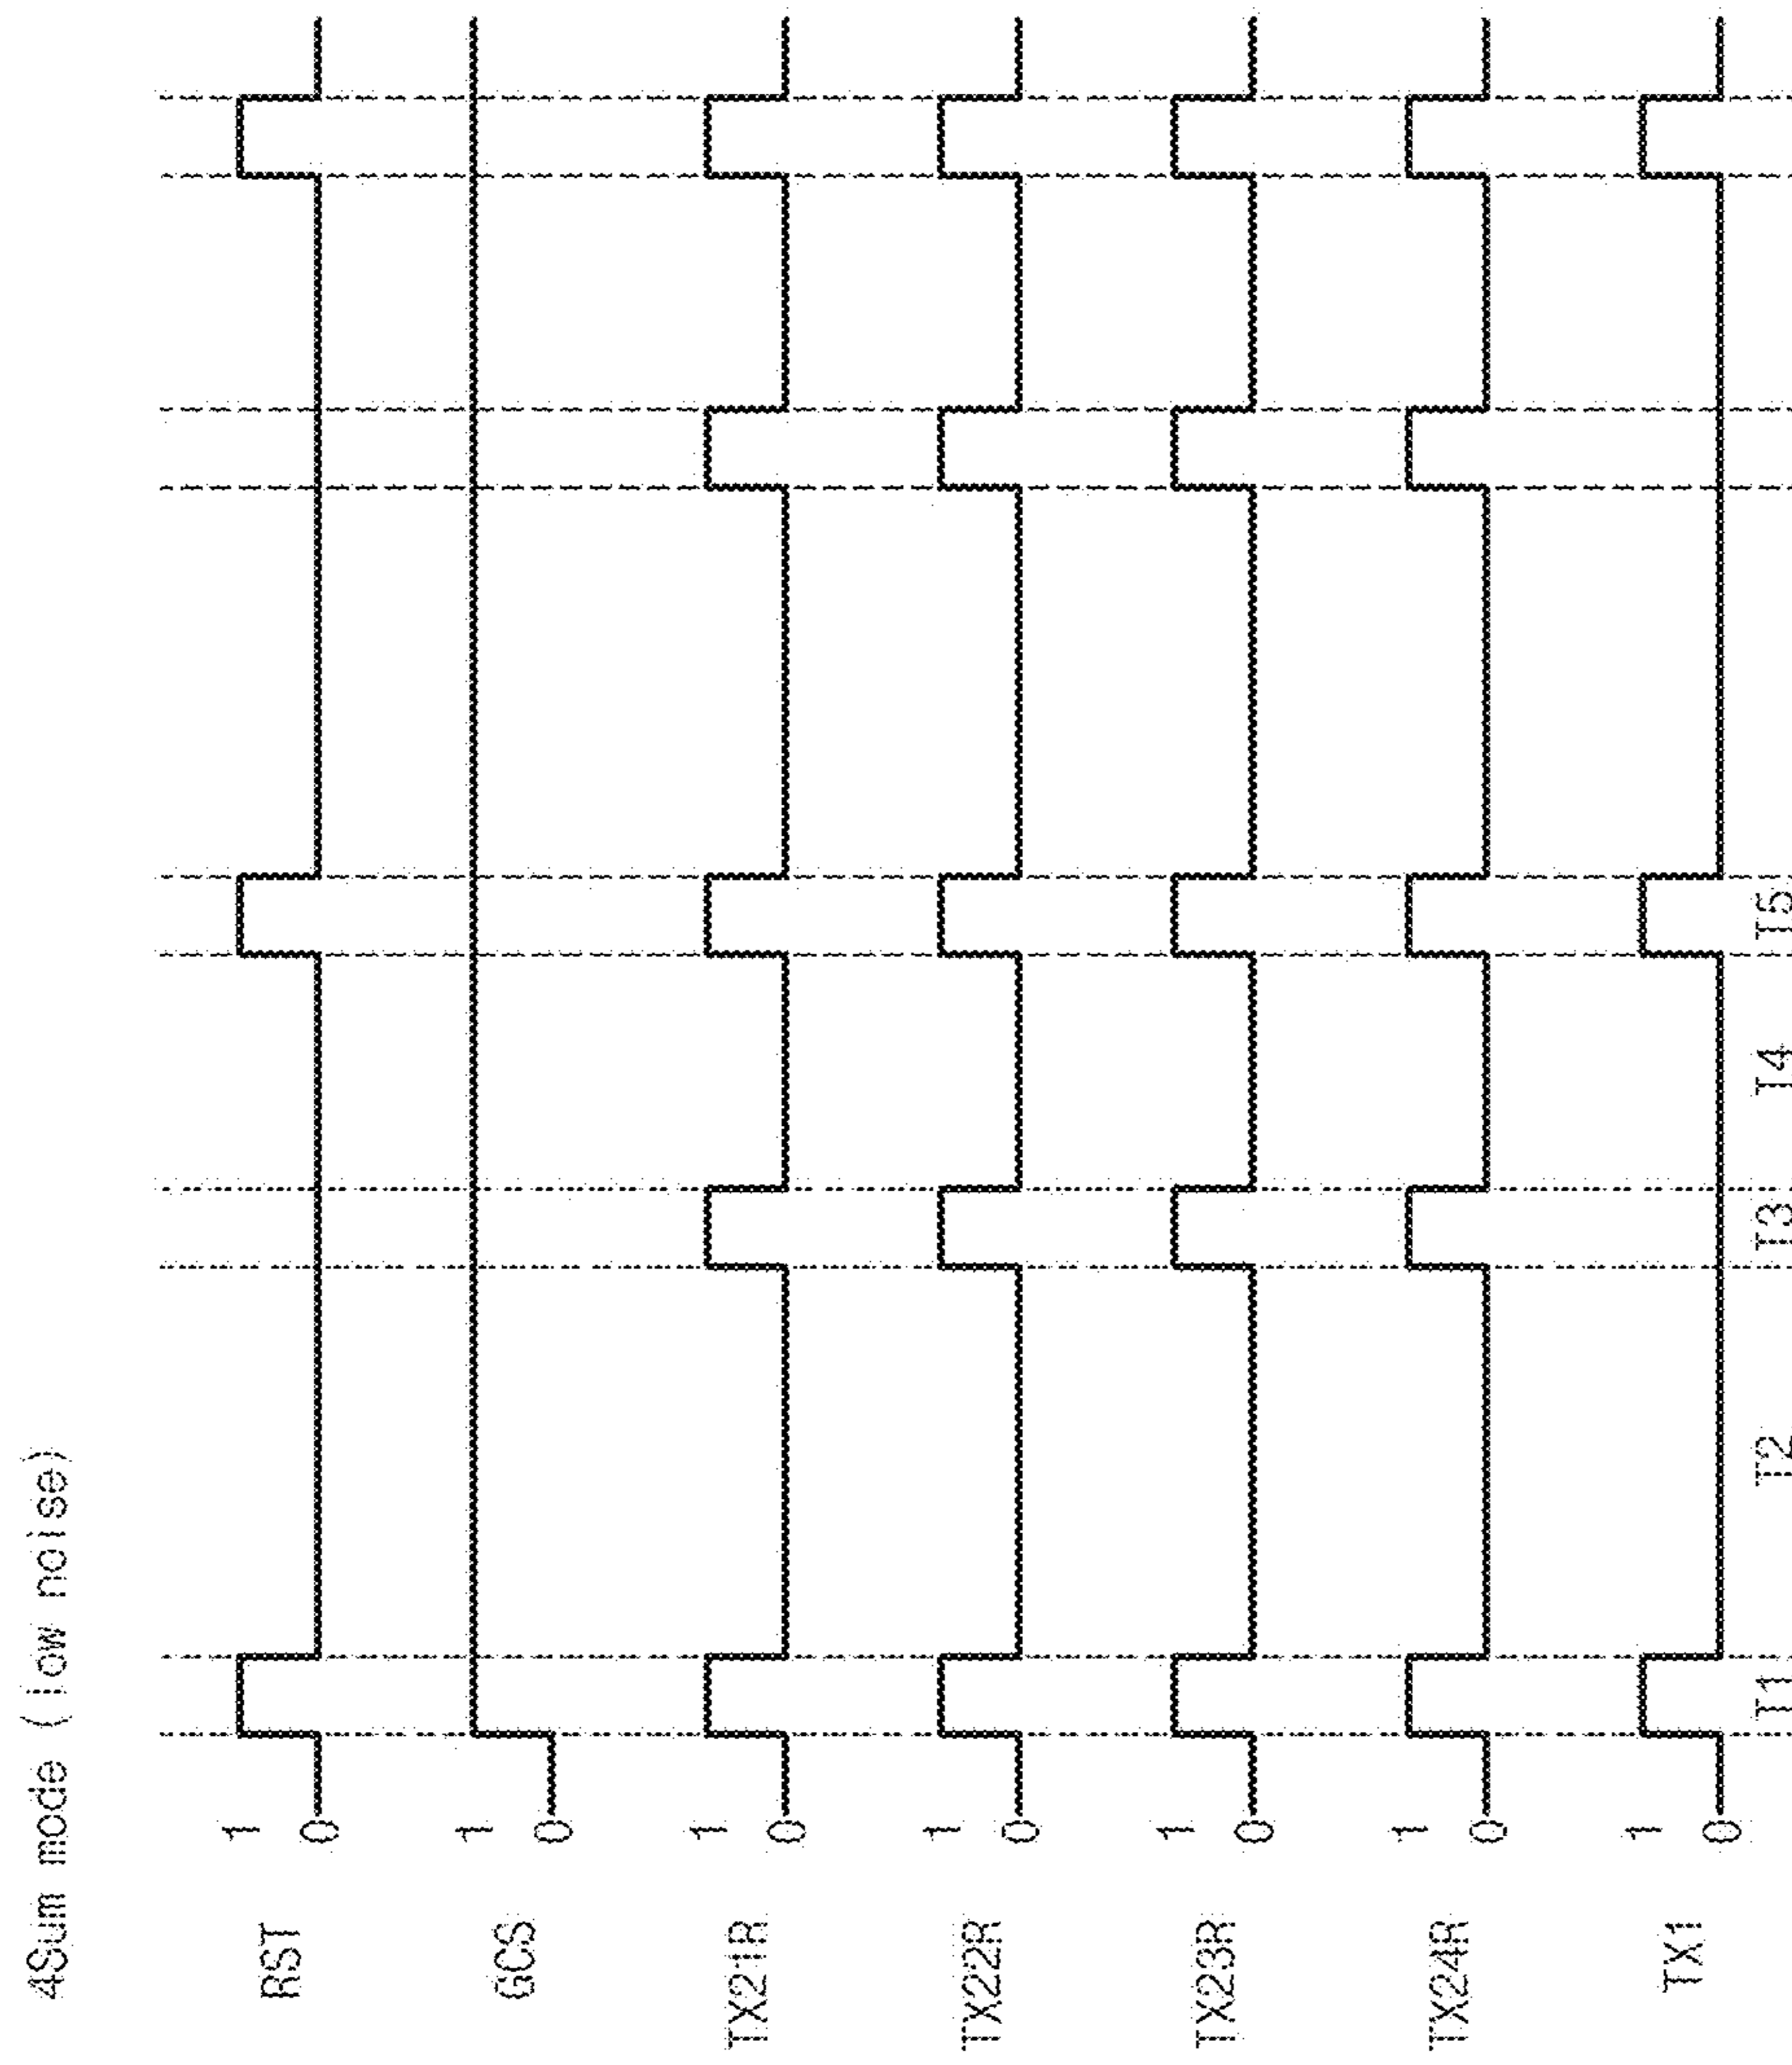 4Sum mode (low noise)
RST 1 0
GCS 1 0
TX21R 1 0
TX22R 1 0
TX23R 1 0
TX24R 1 0
TX1 1 0
T1 T2 T3 T4 T5